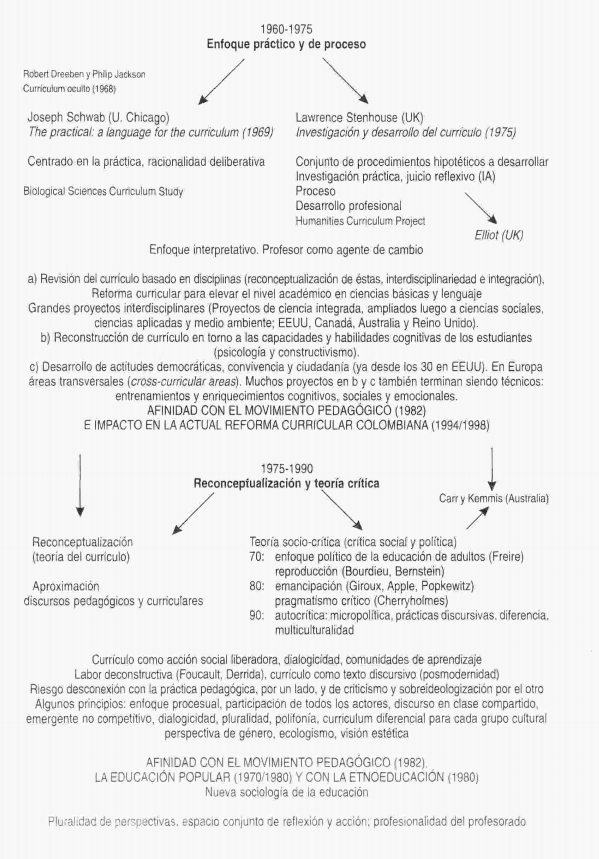 1960-1975
Enfoque práctico y de proceso
Robert Dreeben y Philip Jackson
Currículum oculto (1968)
Joseph Schwab (U. Chicago)
The practical: a language for the curriculum (1969)
Centrado en la práctica, racionalidad deliberativa
Biological Sciences Curriculum Study
Lawrence Stenhouse (UK)
Investigación y desarrollo del currículo (1975)
Conjunto de procedimientos hipotéticos a desarrollar
Investigación práctica, juicio reflexivo (IA)
Proceso
Desarrollo profesional
Humanities Curriculum Project
Elliot (UK)
Enfoque interpretativo. Profesor como agente de cambio
a) Revisión del currículo basado en disciplinas (reconceptualización de éstas, interdisciplinariedad e integración),
Reforma curricular para elevar el nivel académico en ciencias básicas y lenguaje
Grandes proyectos interdisciplinares (Proyectos de ciencia integrada, ampliados luego a ciencias sociales,
ciencias aplicadas y medio ambiente; EEUU, Canadá, Australia y Reino Unido).
b) Reconstrucción de currículo en torno a las capacidades y habilidades cognitivas de los estudiantes
(psicología y constructivismo).
c) Desarrollo de actitudes democráticas, convivencia y ciudadanía (ya desde los 30 en EEUU). En Europa
áreas transversales (cross-curricular areas). Muchos proyectos en b y c también terminan siendo técnicos:
entrenamientos y enriquecimientos cognitivos, sociales y emocionales.
AFINIDAD CON EL MOVIMIENTO PEDAGÓGICO (1982)
E IMPACTO EN LA ACTUAL REFORMA CURRICULAR COLOMBIANA (1994/1998)
1975-1990
Reconceptualización y teoría crítica
Carr y Kemmis (Australia)
Reconceptualización
(teoría del currículo)
Aproximación
discursos pedagógicos y curriculares
Teoría socio-crítica (crítica social y política)
70: enfoque político de la educación de adultos (Freire)
reproducción (Bourdieu, Bernstein)
80: emancipación (Giroux, Apple, Popkewitz)
pragmatismo crítico (Cherryholmes)
90: autocrítica: micropolítica, prácticas discursivas, diferencia,
multiculturalidad
Currículo como acción social liberadora, dialogicidad, comunidades de aprendizaje
Labor deconstructiva (Foucault, Derrida), currículo como texto discursivo (posmodernidad)
Riesgo desconexión con la práctica pedagógica, por un lado, y de criticismo y sobreideologización por el otro
Algunos principios: enfoque procesual, participación de todos los actores, discurso en clase compartido,
emergente no competitivo, dialogicidad, pluralidad, polifonía, curriculum diferencial para cada grupo cultural
perspectiva de género, ecologismo, visión estética
AFINIDAD CON EL MOVIMIENTO PEDAGÓGICO (1982),
LA EDUCACIÓN POPULAR (1970/1980) Y CON LA ETNOEDUCACIÓN (1980)
Nueva sociología de la educación
Pluralidad de perspectivas, espacio conjunto de reflexión y acción; profesionalidad del profesorado